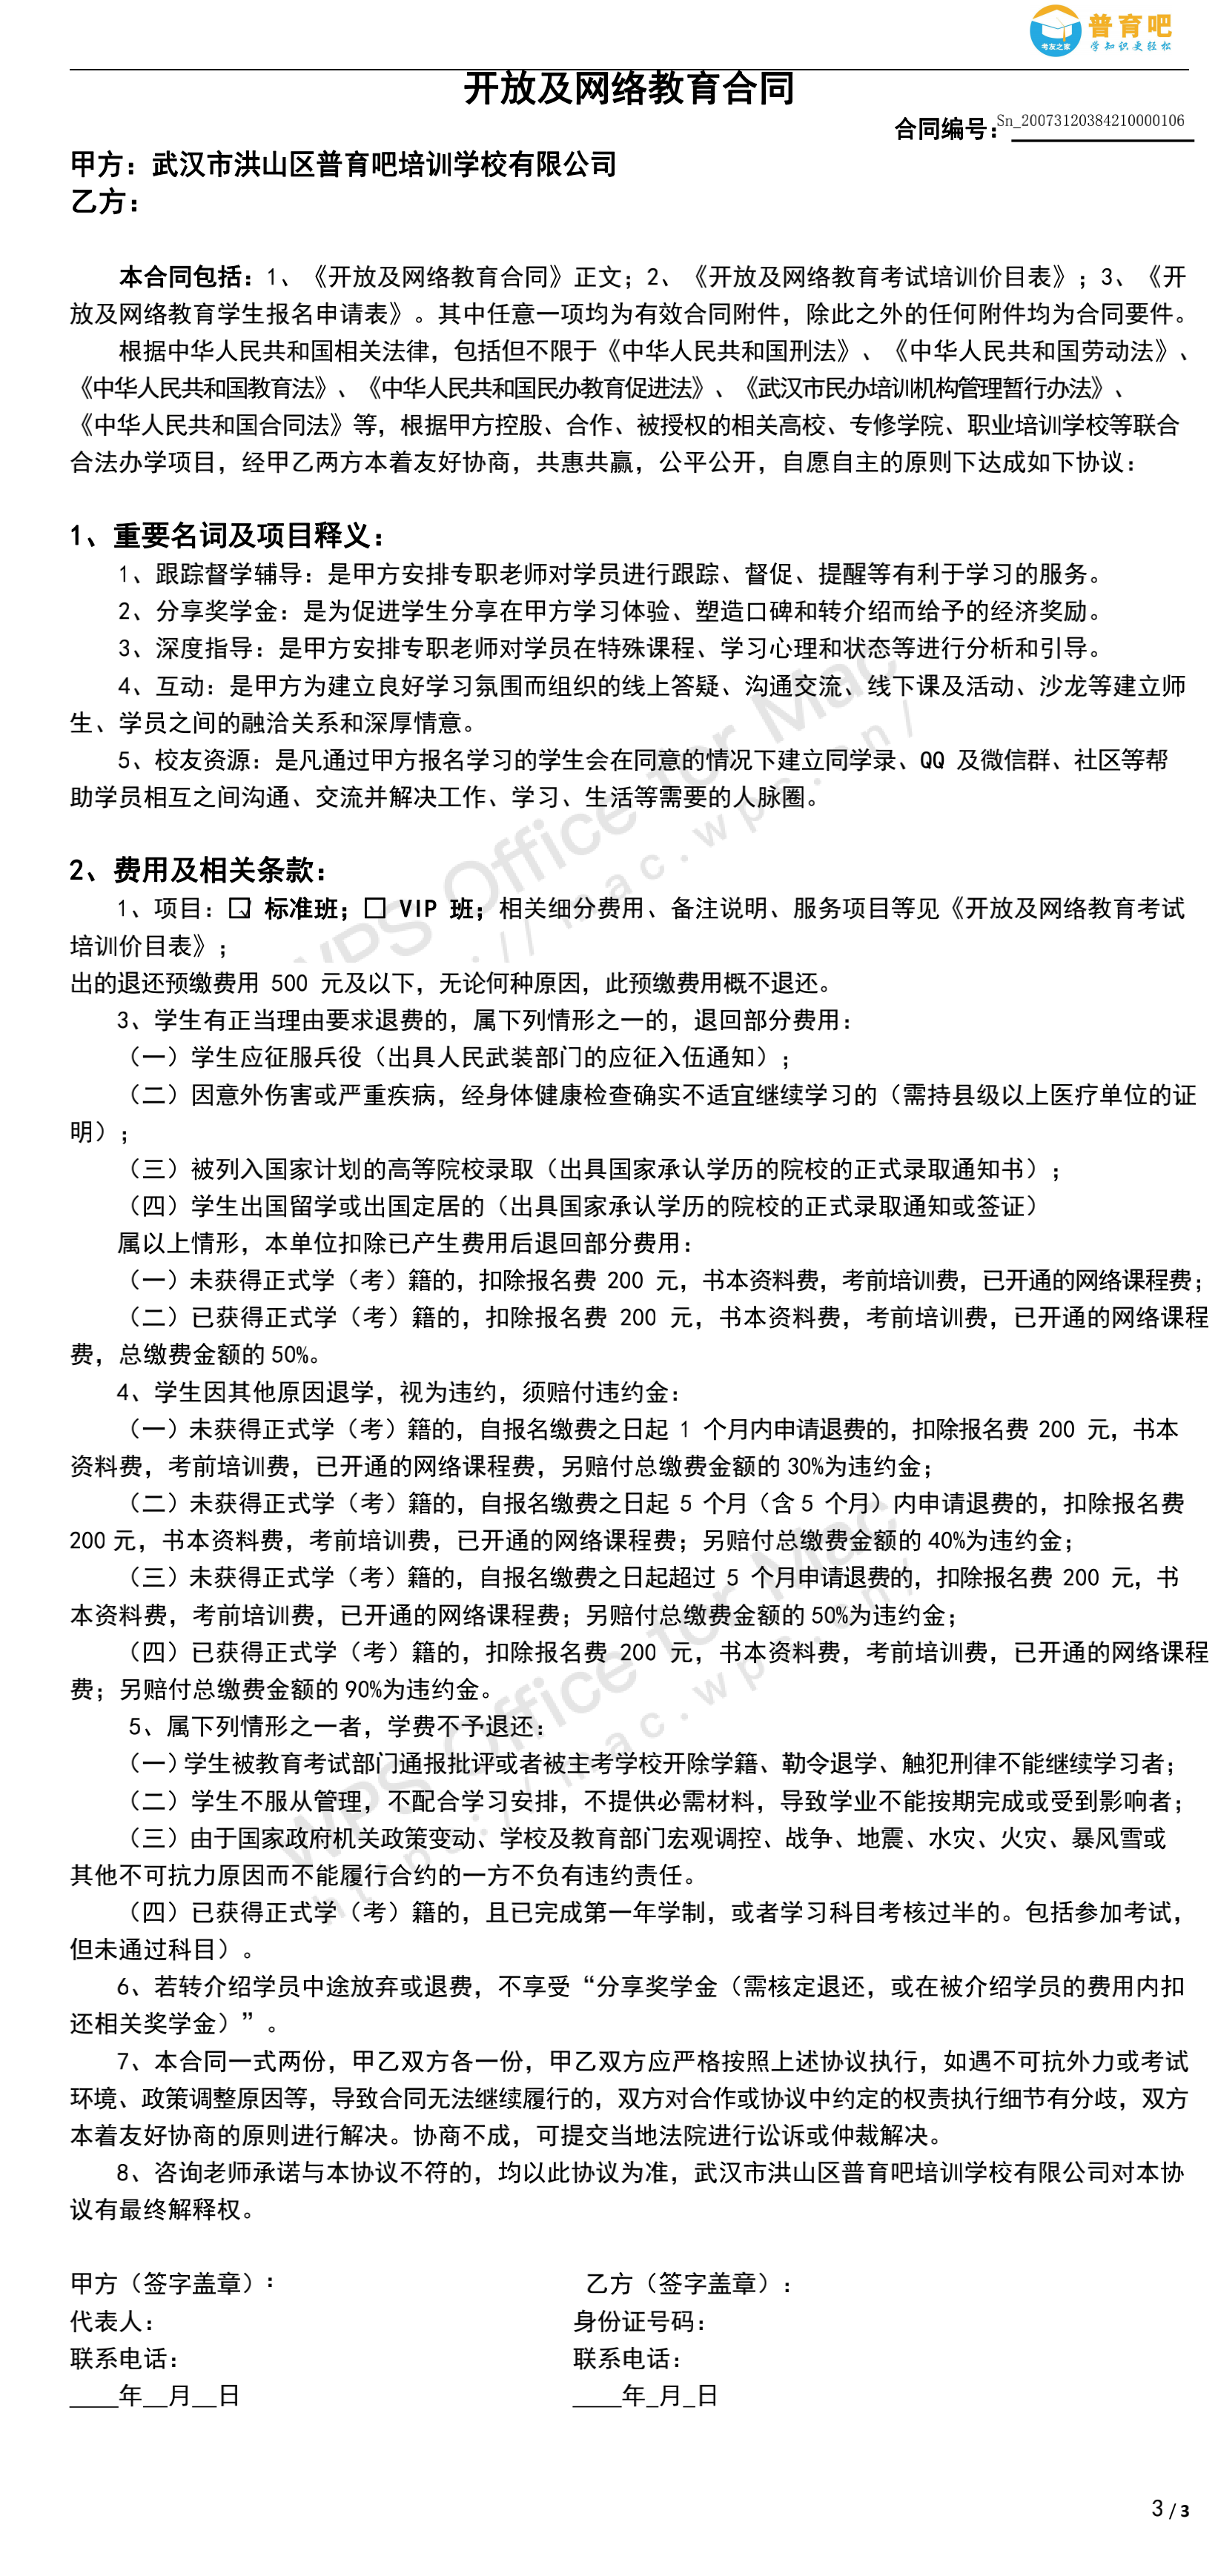 普育吧
学知识更轻松
考友之家
开放及网络教育合同
合同编号：Sn_20073120384210000106
甲方：武汉市洪山区普育吧培训学校有限公司
乙方：
本合同包括：1、《开放及网络教育合同》正文；2、《开放及网络教育考试培训价目表》；3、《开
放及网络教育学生报名申请表》。其中任意一项均为有效合同附件，除此之外的任何附件均为合同要件。
根据中华人民共和国相关法律，包括但不限于《中华人民共和国刑法》、《中华人民共和国劳动法》、
《中华人民共和国教育法》、《中华人民共和国民办教育促进法》、《武汉市民办培训机构管理暂行办法》、
《中华人民共和国合同法》等，根据甲方控股、合作、被授权的相关高校、专修学院、职业培训学校等联合
合法办学项目，经甲乙两方本着友好协商，共惠共赢，公平公开，自愿自主的原则下达成如下协议：
1、重要名词及项目释义：
1、跟踪督学辅导：是甲方安排专职老师对学员进行跟踪、督促、提醒等有利于学习的服务。
2、分享奖学金：是为促进学生分享在甲方学习体验、塑造口碑和转介绍而给予的经济奖励。
3、深度指导：是甲方安排专职老师对学员在特殊课程、学习心理和状态等进行分析和引导。
4、互动：是甲方为建立良好学习氛围而组织的线上答疑、沟通交流、线下课及活动、沙龙等建立师
生、学员之间的融洽关系和深厚情意。
5、校友资源：是凡通过甲方报名学习的学生会在同意的情况下建立同学录、QQ 及微信群、社区等帮
助学员相互之间沟通、交流并解决工作、学习、生活等需要的人脉圈。
2、费用及相关条款：
1、项目：☑ 标准班；□ VIP 班；相关细分费用、备注说明、服务项目等见《开放及网络教育考试
培训价目表》；
出的退还预缴费用 500 元及以下，无论何种原因，此预缴费用概不退还。
3、学生有正当理由要求退费的，属下列情形之一的，退回部分费用：
（一）学生应征服兵役（出具人民武装部门的应征入伍通知）；
（二）因意外伤害或严重疾病，经身体健康检查确实不适宜继续学习的（需持县级以上医疗单位的证
明）；
（三）被列入国家计划的高等院校录取（出具国家承认学历的院校的正式录取通知书）；
（四）学生出国留学或出国定居的（出具国家承认学历的院校的正式录取通知或签证）
属以上情形，本单位扣除已产生费用后退回部分费用：
（一）未获得正式学（考）籍的，扣除报名费 200 元，书本资料费，考前培训费，已开通的网络课程费；
（二）已获得正式学（考）籍的，扣除报名费 200 元，书本资料费，考前培训费，已开通的网络课程
费，总缴费金额的 50%。
4、学生因其他原因退学，视为违约，须赔付违约金：
（一）未获得正式学（考）籍的，自报名缴费之日起 1 个月内申请退费的，扣除报名费 200 元，书本
资料费，考前培训费，已开通的网络课程费，另赔付总缴费金额的 30%为违约金；
（二）未获得正式学（考）籍的，自报名缴费之日起 5 个月（含 5 个月）内申请退费的，扣除报名费
200 元，书本资料费，考前培训费，已开通的网络课程费；另赔付总缴费金额的 40%为违约金；
（三）未获得正式学（考）籍的，自报名缴费之日起超过 5 个月申请退费的，扣除报名费 200 元，书
本资料费，考前培训费，已开通的网络课程费；另赔付总缴费金额的 50%为违约金；
（四）已获得正式学（考）籍的，扣除报名费 200 元，书本资料费，考前培训费，已开通的网络课程
费；另赔付总缴费金额的 90%为违约金。
5、属下列情形之一者，学费不予退还：
（一）学生被教育考试部门通报批评或者被主考学校开除学籍、勒令退学、触犯刑律不能继续学习者；
（二）学生不服从管理，不配合学习安排，不提供必需材料，导致学业不能按期完成或受到影响者；
（三）由于国家政府机关政策变动、学校及教育部门宏观调控、战争、地震、水灾、火灾、暴风雪或
其他不可抗力原因而不能履行合约的一方不负有违约责任。
（四）已获得正式学（考）籍的，且已完成第一年学制，或者学习科目考核过半的。包括参加考试，
但未通过科目）。
6、若转介绍学员中途放弃或退费，不享受“分享奖学金（需核定退还，或在被介绍学员的费用内扣
还相关奖学金）”。
7、本合同一式两份，甲乙双方各一份，甲乙双方应严格按照上述协议执行，如遇不可抗外力或考试
环境、政策调整原因等，导致合同无法继续履行的，双方对合作或协议中约定的权责执行细节有分歧，双方
本着友好协商的原则进行解决。协商不成，可提交当地法院进行讼诉或仲裁解决。
8、咨询老师承诺与本协议不符的，均以此协议为准，武汉市洪山区普育吧培训学校有限公司对本协
议有最终解释权。
甲方（签字盖章）：
乙方（签字盖章）：
代表人：
身份证号码：
联系电话：
联系电话：
____年__月__日
____年_月_日
3 / 3
WPS Office for Mac
://mac.wps.cn/
WPS Office for Mac
https://mac.wps.cn/